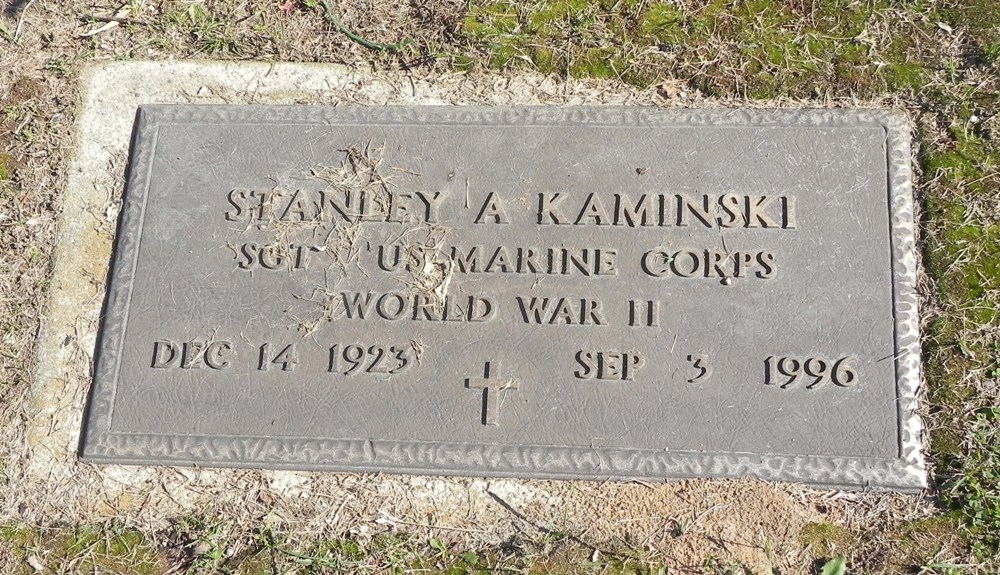 STANLEY A KAMINSKI
SGT US MARINE CORPS
WORLD WAR II
DEC 14 1923 SEP 3 1996